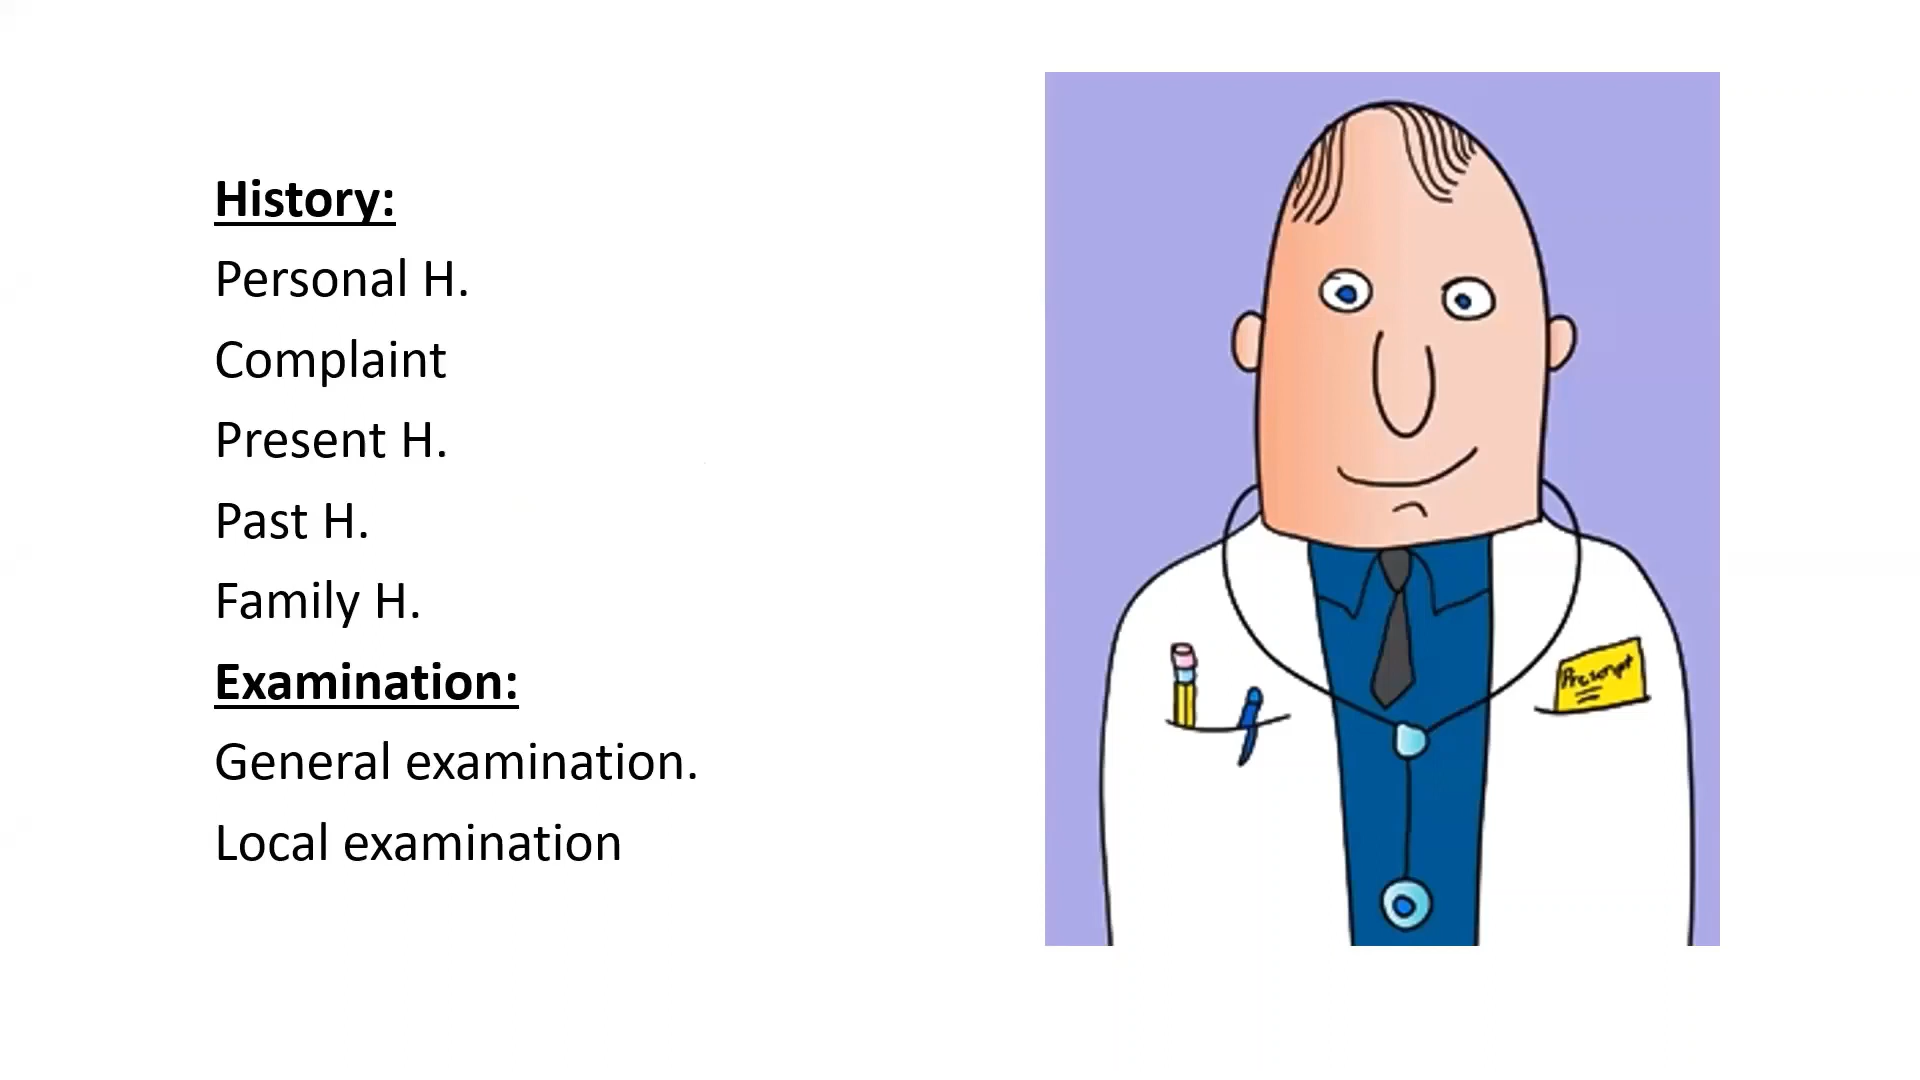 History:
Personal H.
Complaint
Present H.
Past H.
Family H.
Examination:
General examination.
Local examination